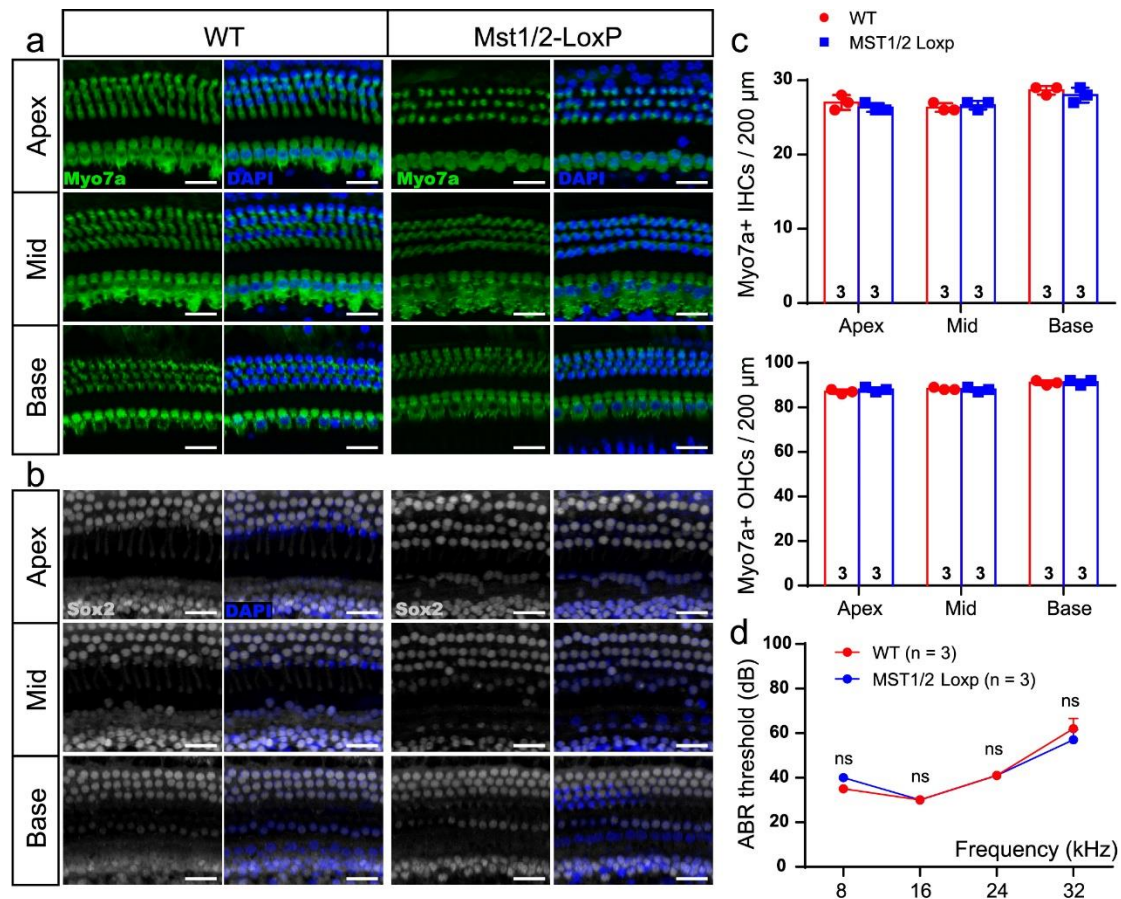 a
WT
Mst1/2-LoxP
Apex
Myo7a
DAPI
Myo7a
DAPI
Mid
Base
b
Apex
Sox2
DAPI
Sox2
Mid
Base
c
WT
MST1/2 Loxp
Myo7a+ IHCs / 200 µm
30
20
10
0
3 3 3 3 3 3
Apex Mid Base
Myo7a+ OHCs / 200 µm
100
80
60
40
20
0
3 3 3 3 3 3
Apex Mid Base
d
ABR threshold (dB)
100
80
60
40
20
0
WT (n = 3)
MST1/2 Loxp (n = 3)
ns ns ns ns
Frequency (kHz)
8 16 24 32